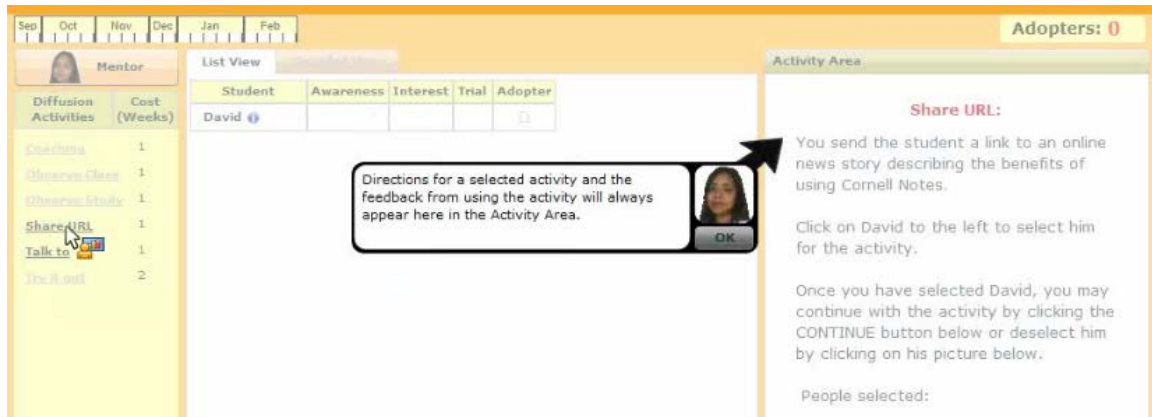 Sep Oct Nov Dec Jan Feb
Adopters: 0
Mentor
Diffusion Activities
Cost (Weeks)
Coaching 1
Observe Class 1
Observe Study 1
Share URL 1
Talk to 1
Try it out 2
List View
Student Awareness Interest Trial Adopter
David
Directions for a selected activity and the
feedback from using the activity will always
appear here in the Activity Area.
OK
Activity Area
Share URL:
You send the student a link to an online
news story describing the benefits of
using Cornell Notes.
Click on David to the left to select him
for the activity.
Once you have selected David, you may
continue with the activity by clicking the
CONTINUE button below or deselect him
by clicking on his picture below.
People selected: